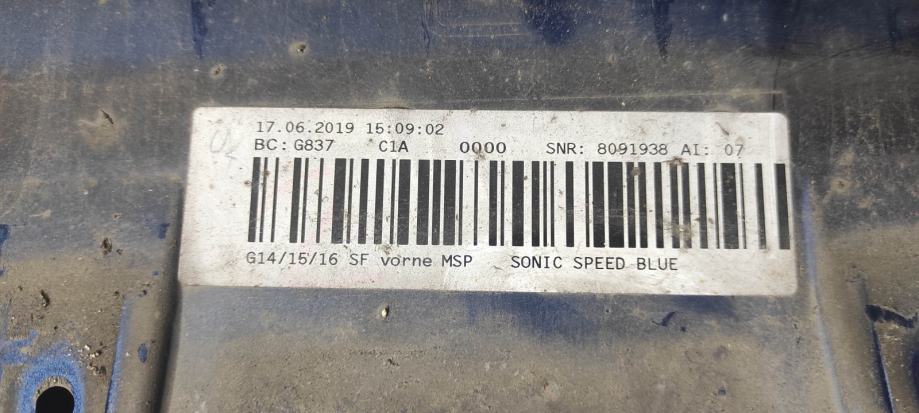 17.06.2019 15:09:02
BC: G837 C1A 0000 SNR: 8091938 AI: 07
G14/15/16 SF vorne MSP SONIC SPEED BLUE